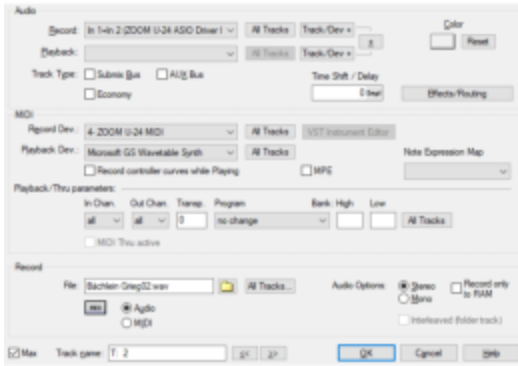 Audio
Record: In 1+in 2 (ZOOM U-24 ASIO Driver) All Tracks Track/Dev + Color
Reset
Playback: All Tracks Track/Dev +
Track Type: Submix Bus AUX Bus Time Shift / Delay
Economy 0 Effects/Routing
MIDI
Record Dev.: 4- ZOOM U-24 MIDI All Tracks VST Instrument Editor
Playback Dev.: Microsoft GS Wavetable Synth All Tracks Note Expression Map
Record controller curves while Playing MPE
Playback/Thru parameters:
In Chan. Out Chan. Transp. Program Bank: High Low
all all 0 no change All Tracks
MIDI Thru active
Record
File: Bächlein Grieg02.wav All Tracks... Audio Options: Stereo Record only to RAM
Audio Mono
MIDI Interleaved (folder track)
Max Track name: T: 2 << >> OK Cancel Help